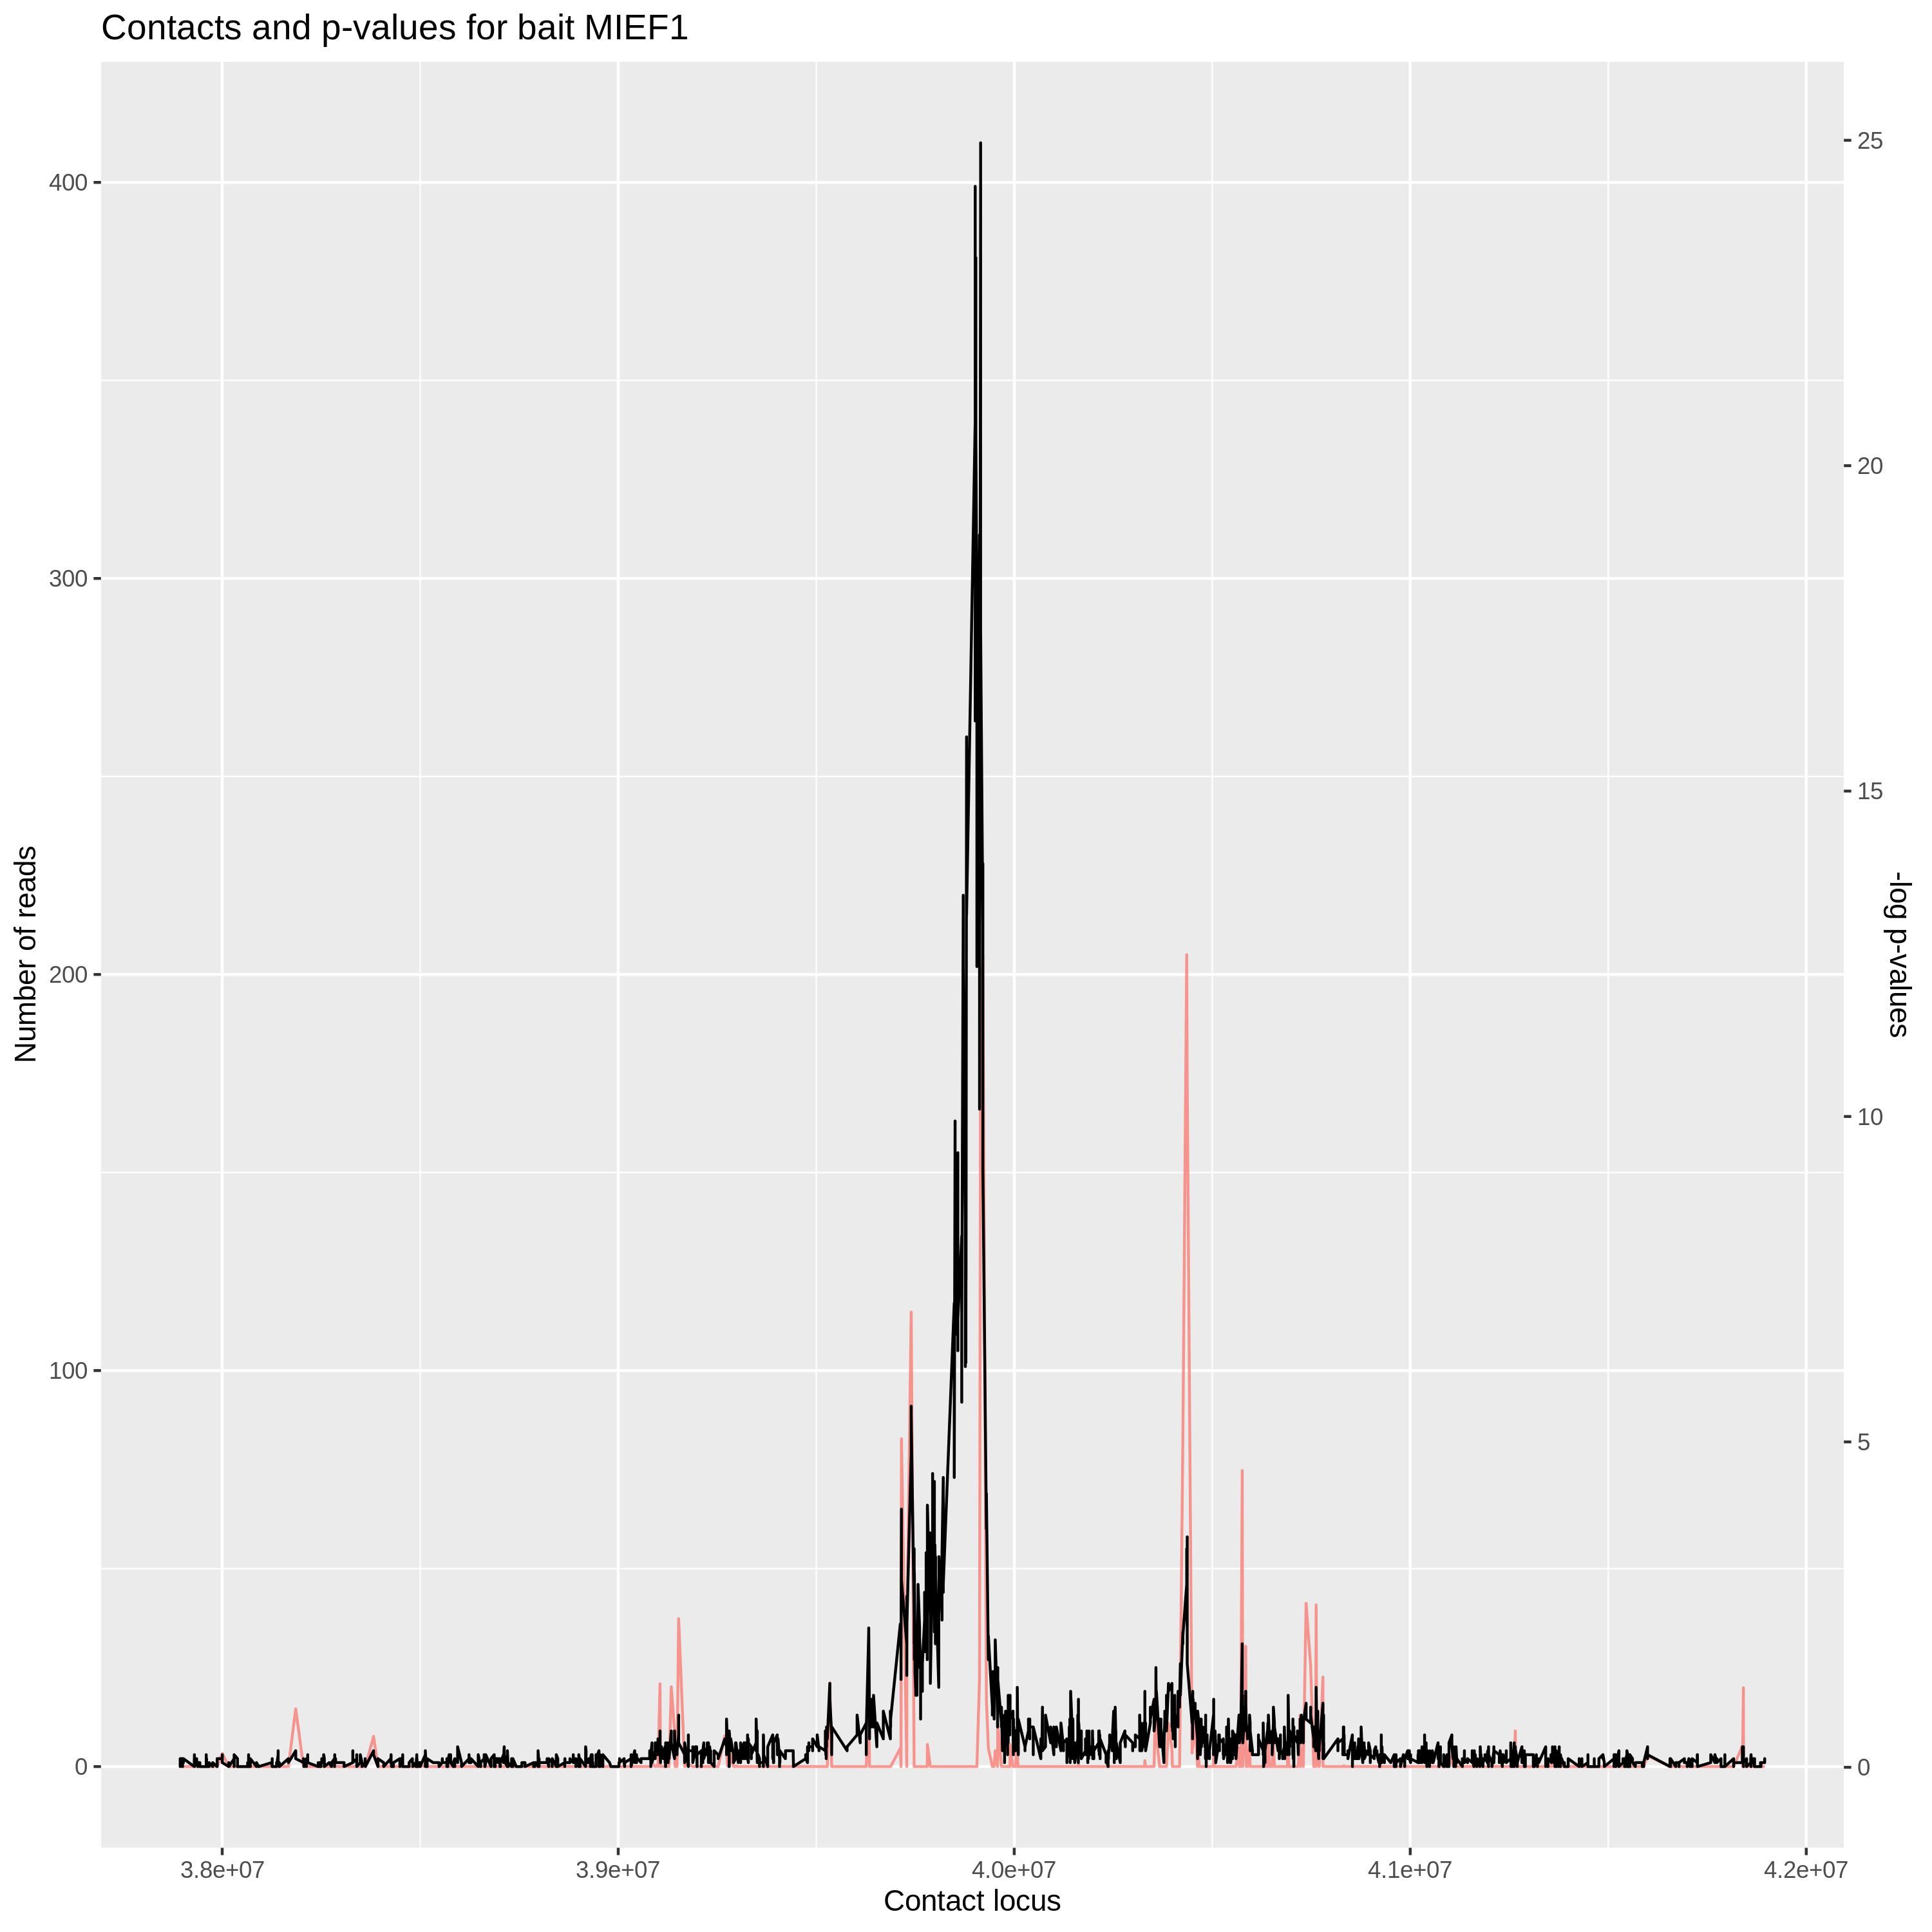 Contacts and p-values for bait MIEF1
400
300
200
100
0
Number of reads
25
20
15
10
5
0
-log p-values
3.8e+07
3.9e+07
4.0e+07
4.1e+07
4.2e+07
Contact locus